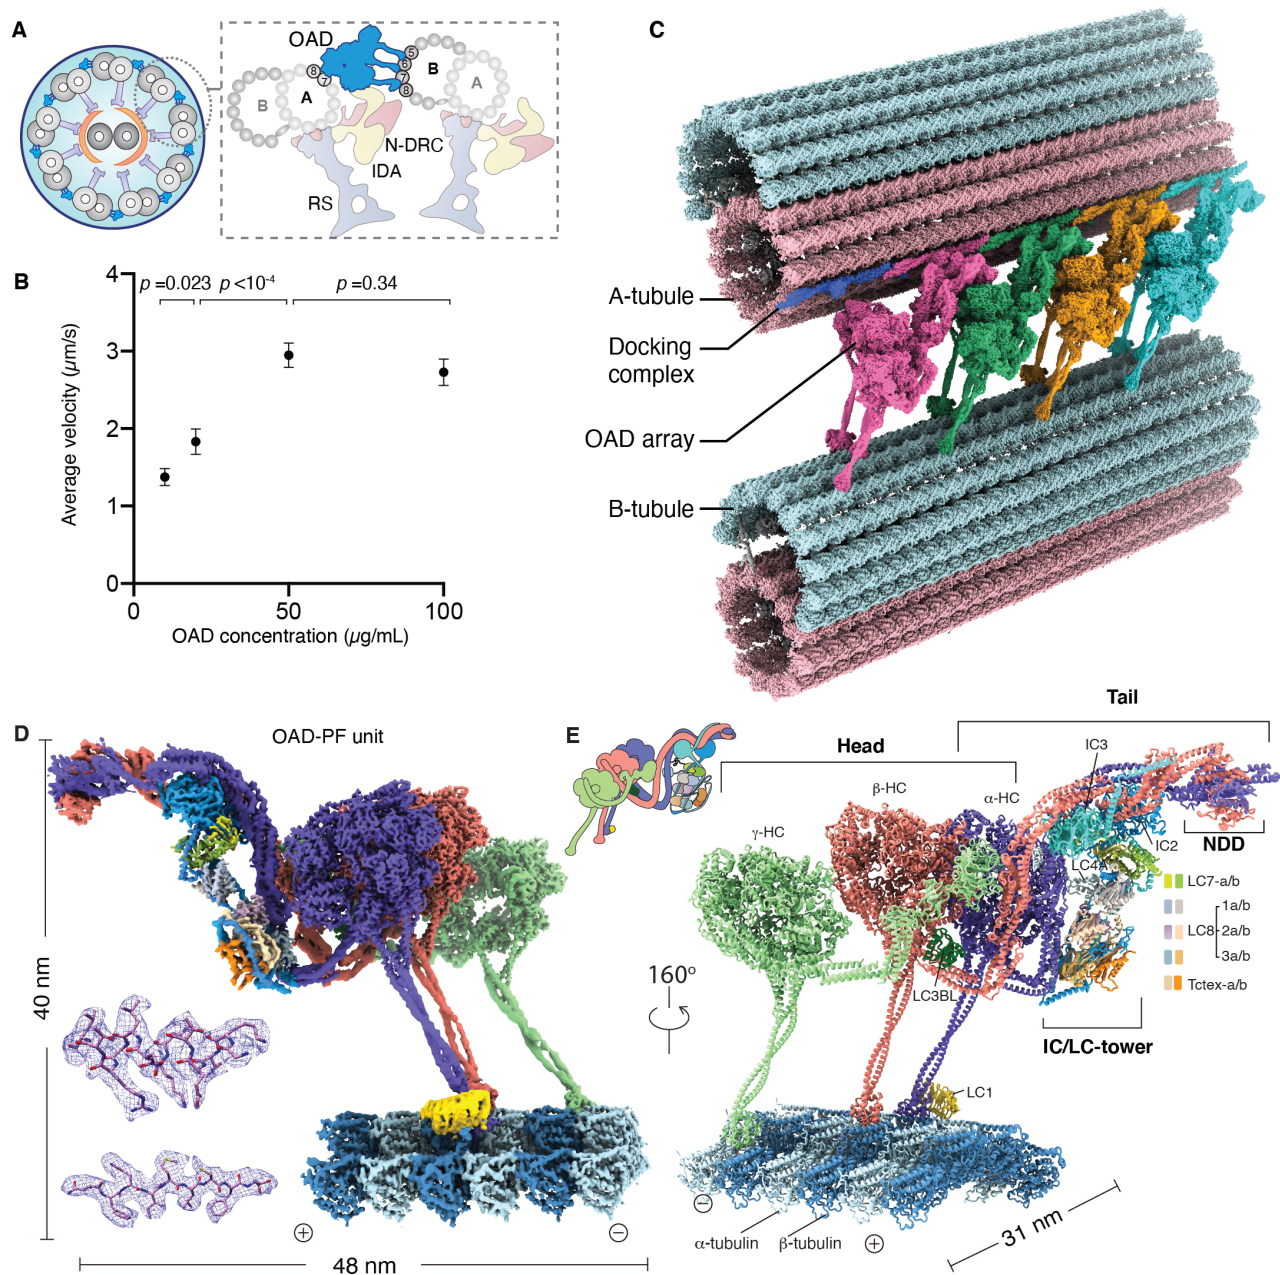 A
OAD
B
A
8
7
5
6
7
8
B
A
N-DRC
IDA
RS
B
p =0.023
p <10-4
p =0.34
4
3
2
1
0
Average velocity (µm/s)
0
50
100
OAD concentration (µg/mL)
C
A-tubule
Docking
complex
OAD array
B-tubule
D
OAD-PF unit
40 nm
+
−
48 nm
E
Head
Tail
γ-HC
β-HC
α-HC
IC3
IC2
LC4A
NDD
LC7-a/b
1a/b
LC8
2a/b
3a/b
Tctex-a/b
160o
LC3BL
IC/LC-tower
LC1
−
α-tubulin
β-tubulin
+
31 nm